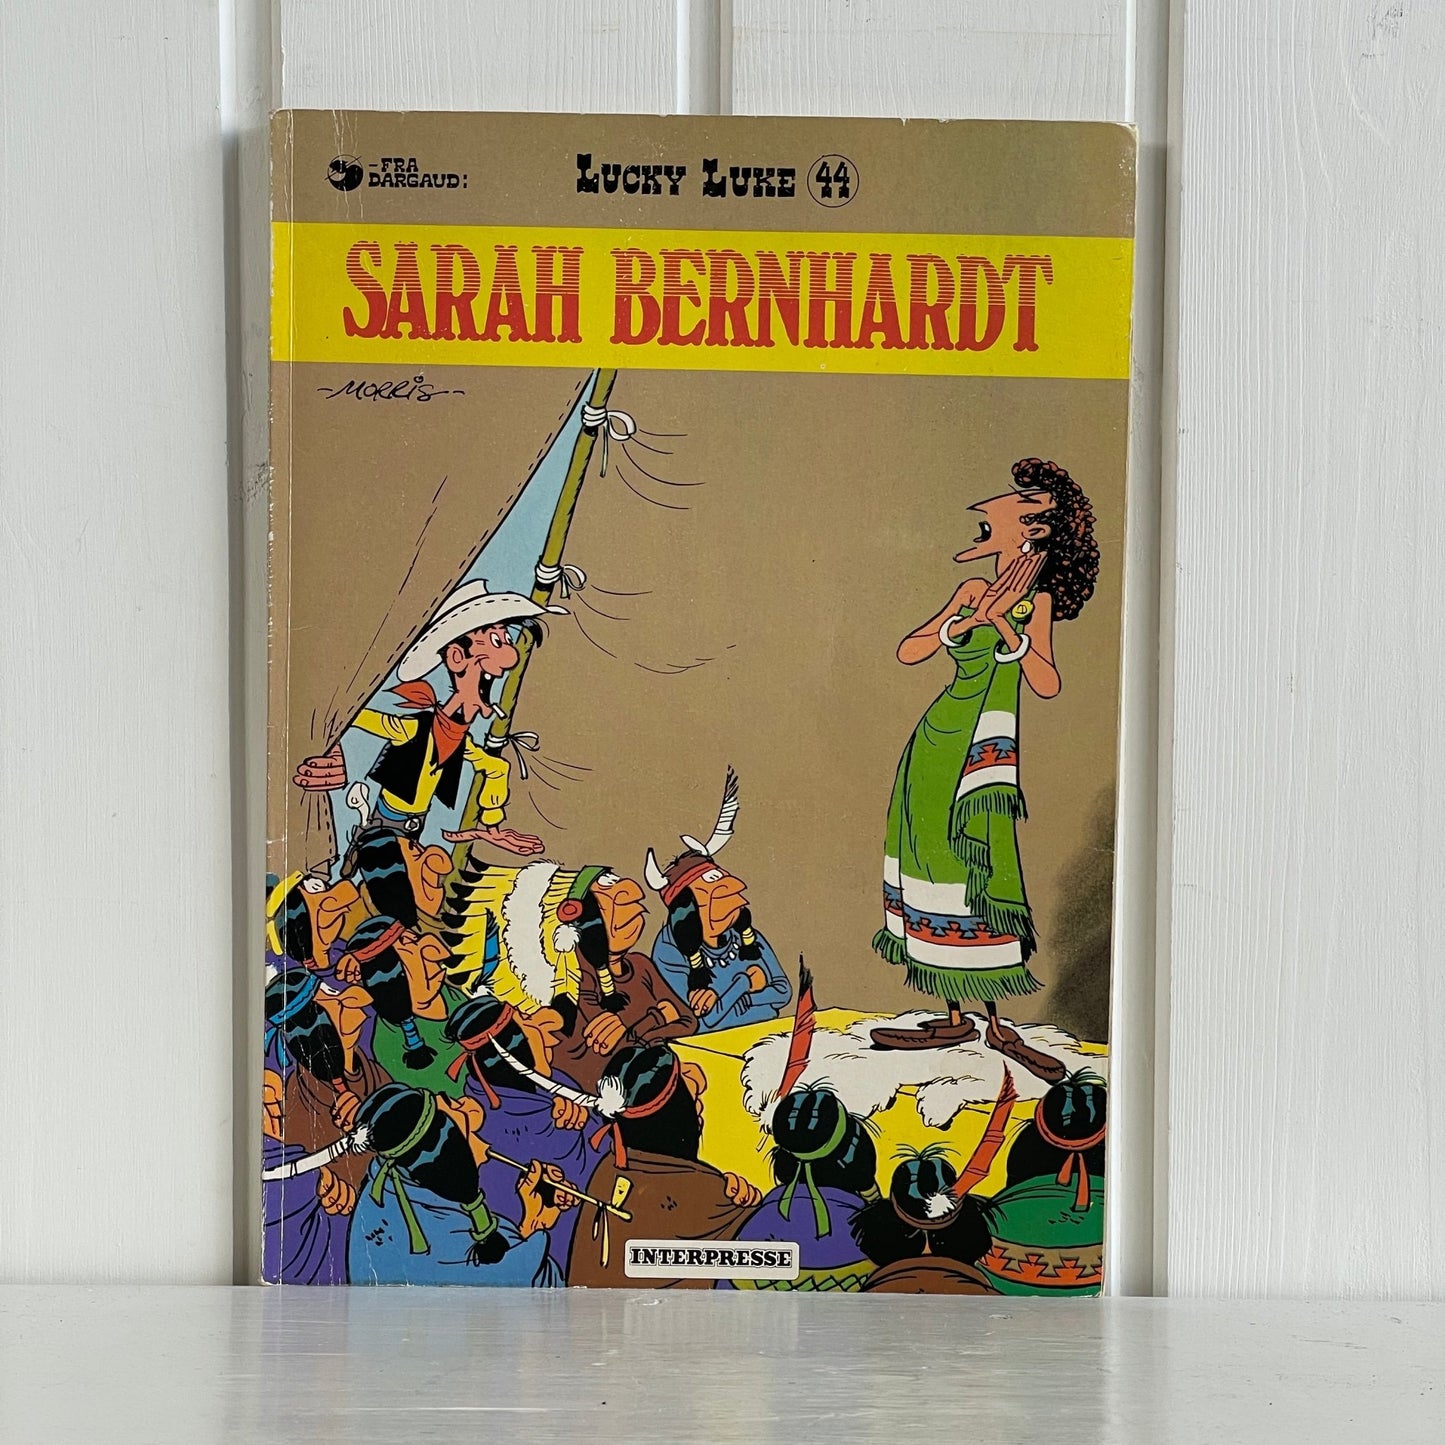 -FRA
DARGAUD:
LUCKY LUKE 44
SARAH BERNHARDT
-MORRIS-
INTERPRESSE